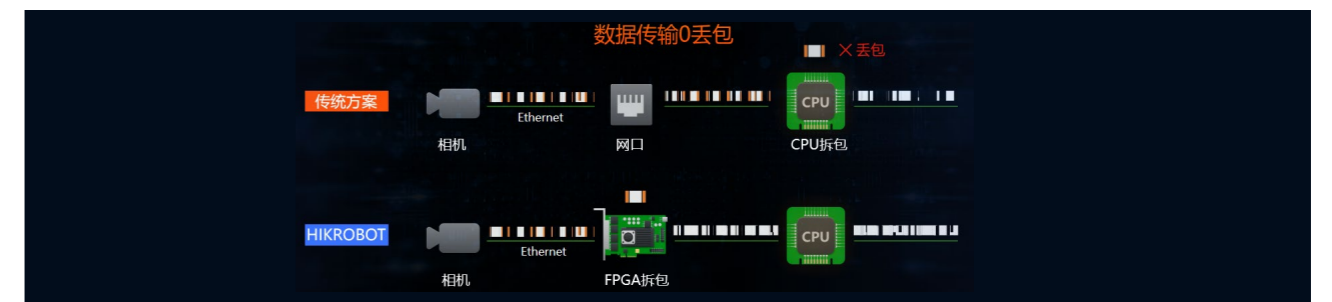 数据传输0丢包
丢包
传统方案
CPU
Ethernet
相机
网口
CPU拆包
HIKROBOT
CPU
Ethernet
相机
FPGA拆包